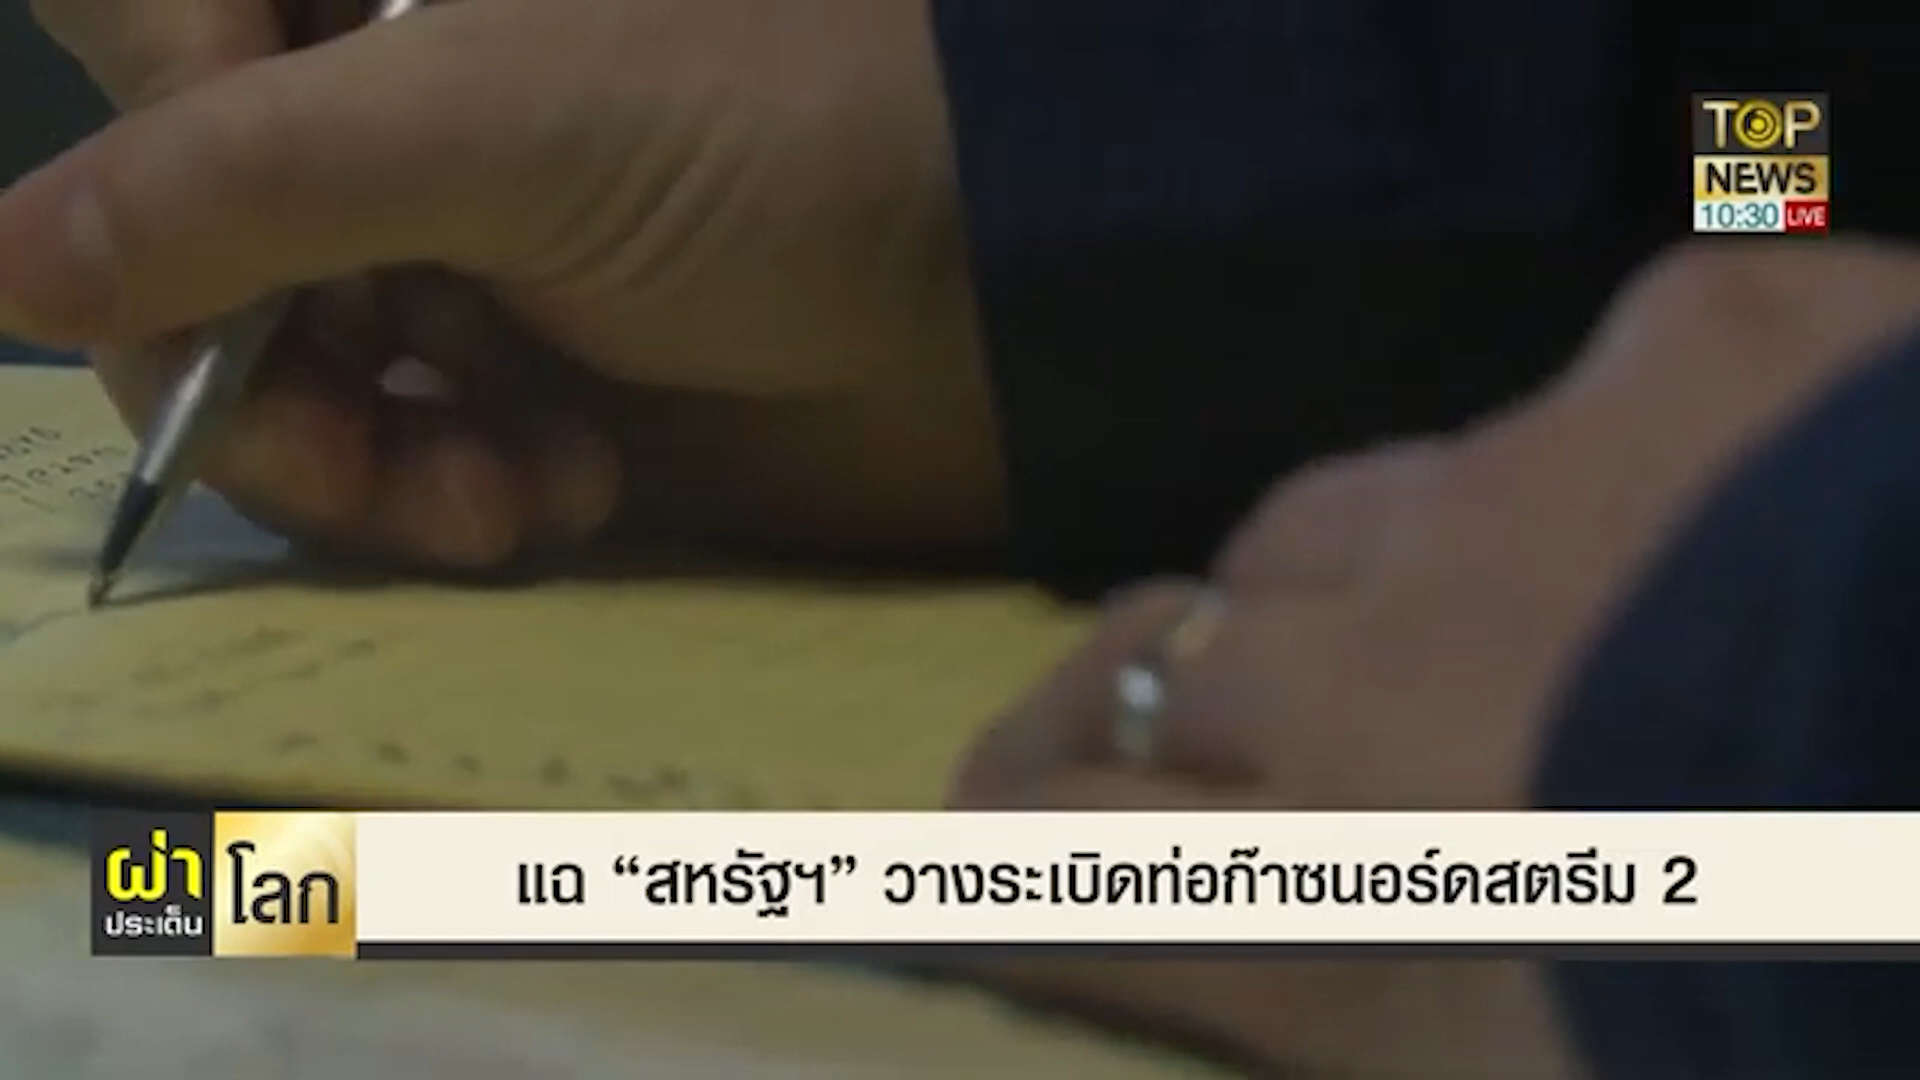 TOP
NEWS
10:30 LIVE
ผ่า
ประเด็น
โลก
แฉ “สหรัฐฯ” วางระเบิดท่อก๊าซนอร์ดสตรีม 2